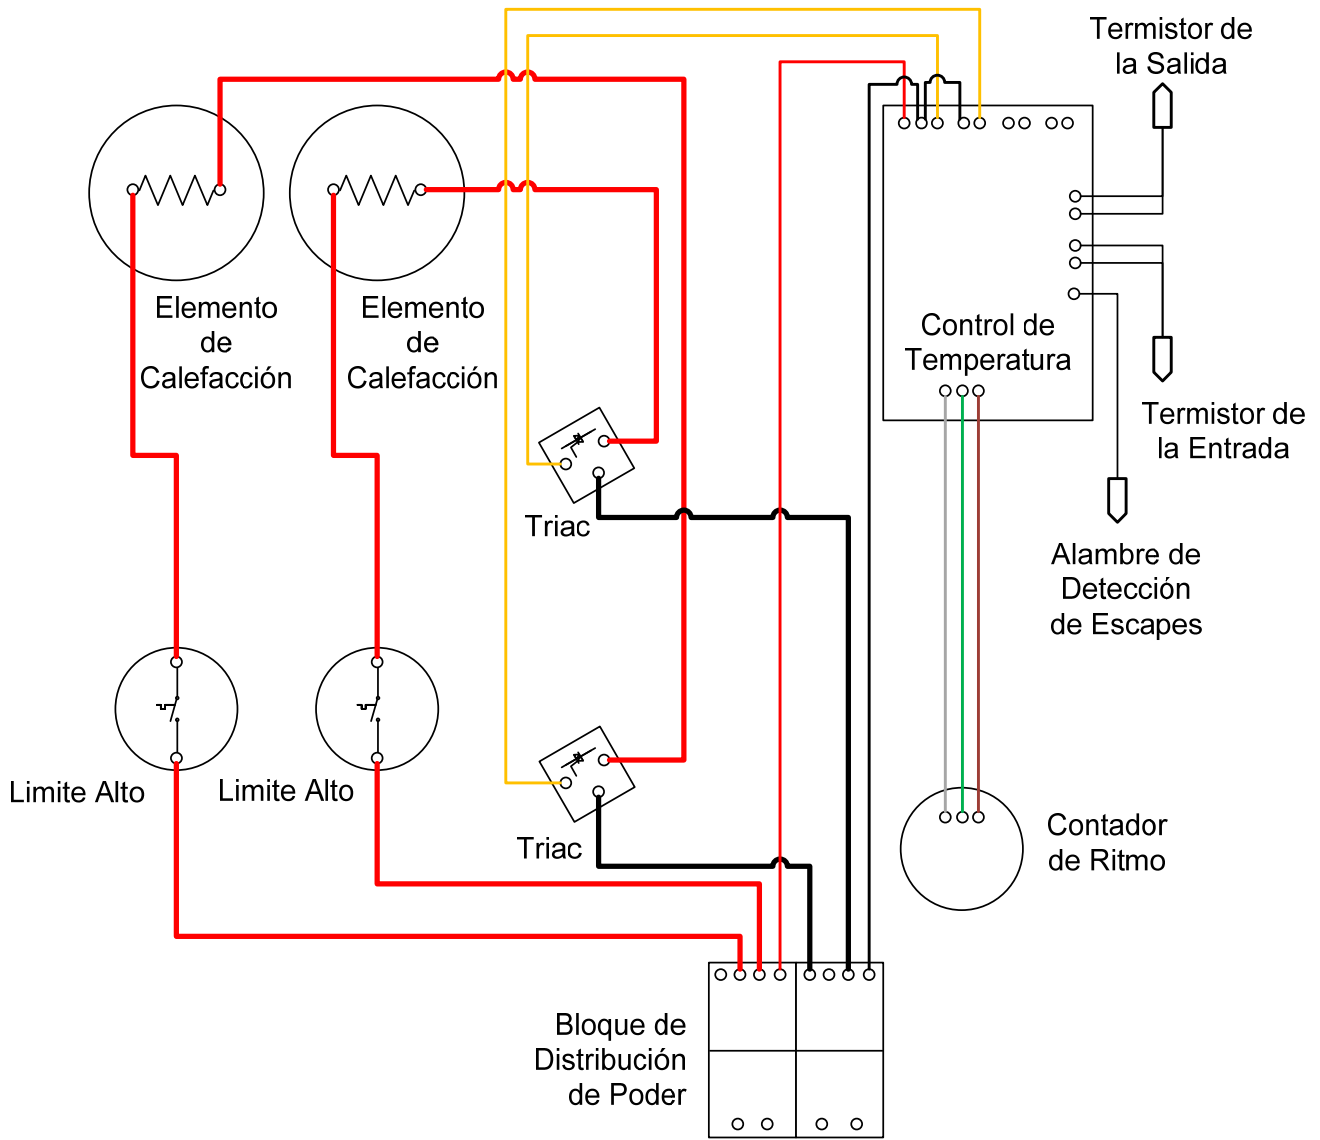 Termistor de
la Salida
Elemento
de
Calefacción
Elemento
de
Calefacción
Control de
Temperatura
Termistor de
la Entrada
Triac
Alambre de
Detección
de Escapes
Limite Alto
Limite Alto
Triac
Contador
de Ritmo
Bloque de
Distribución
de Poder